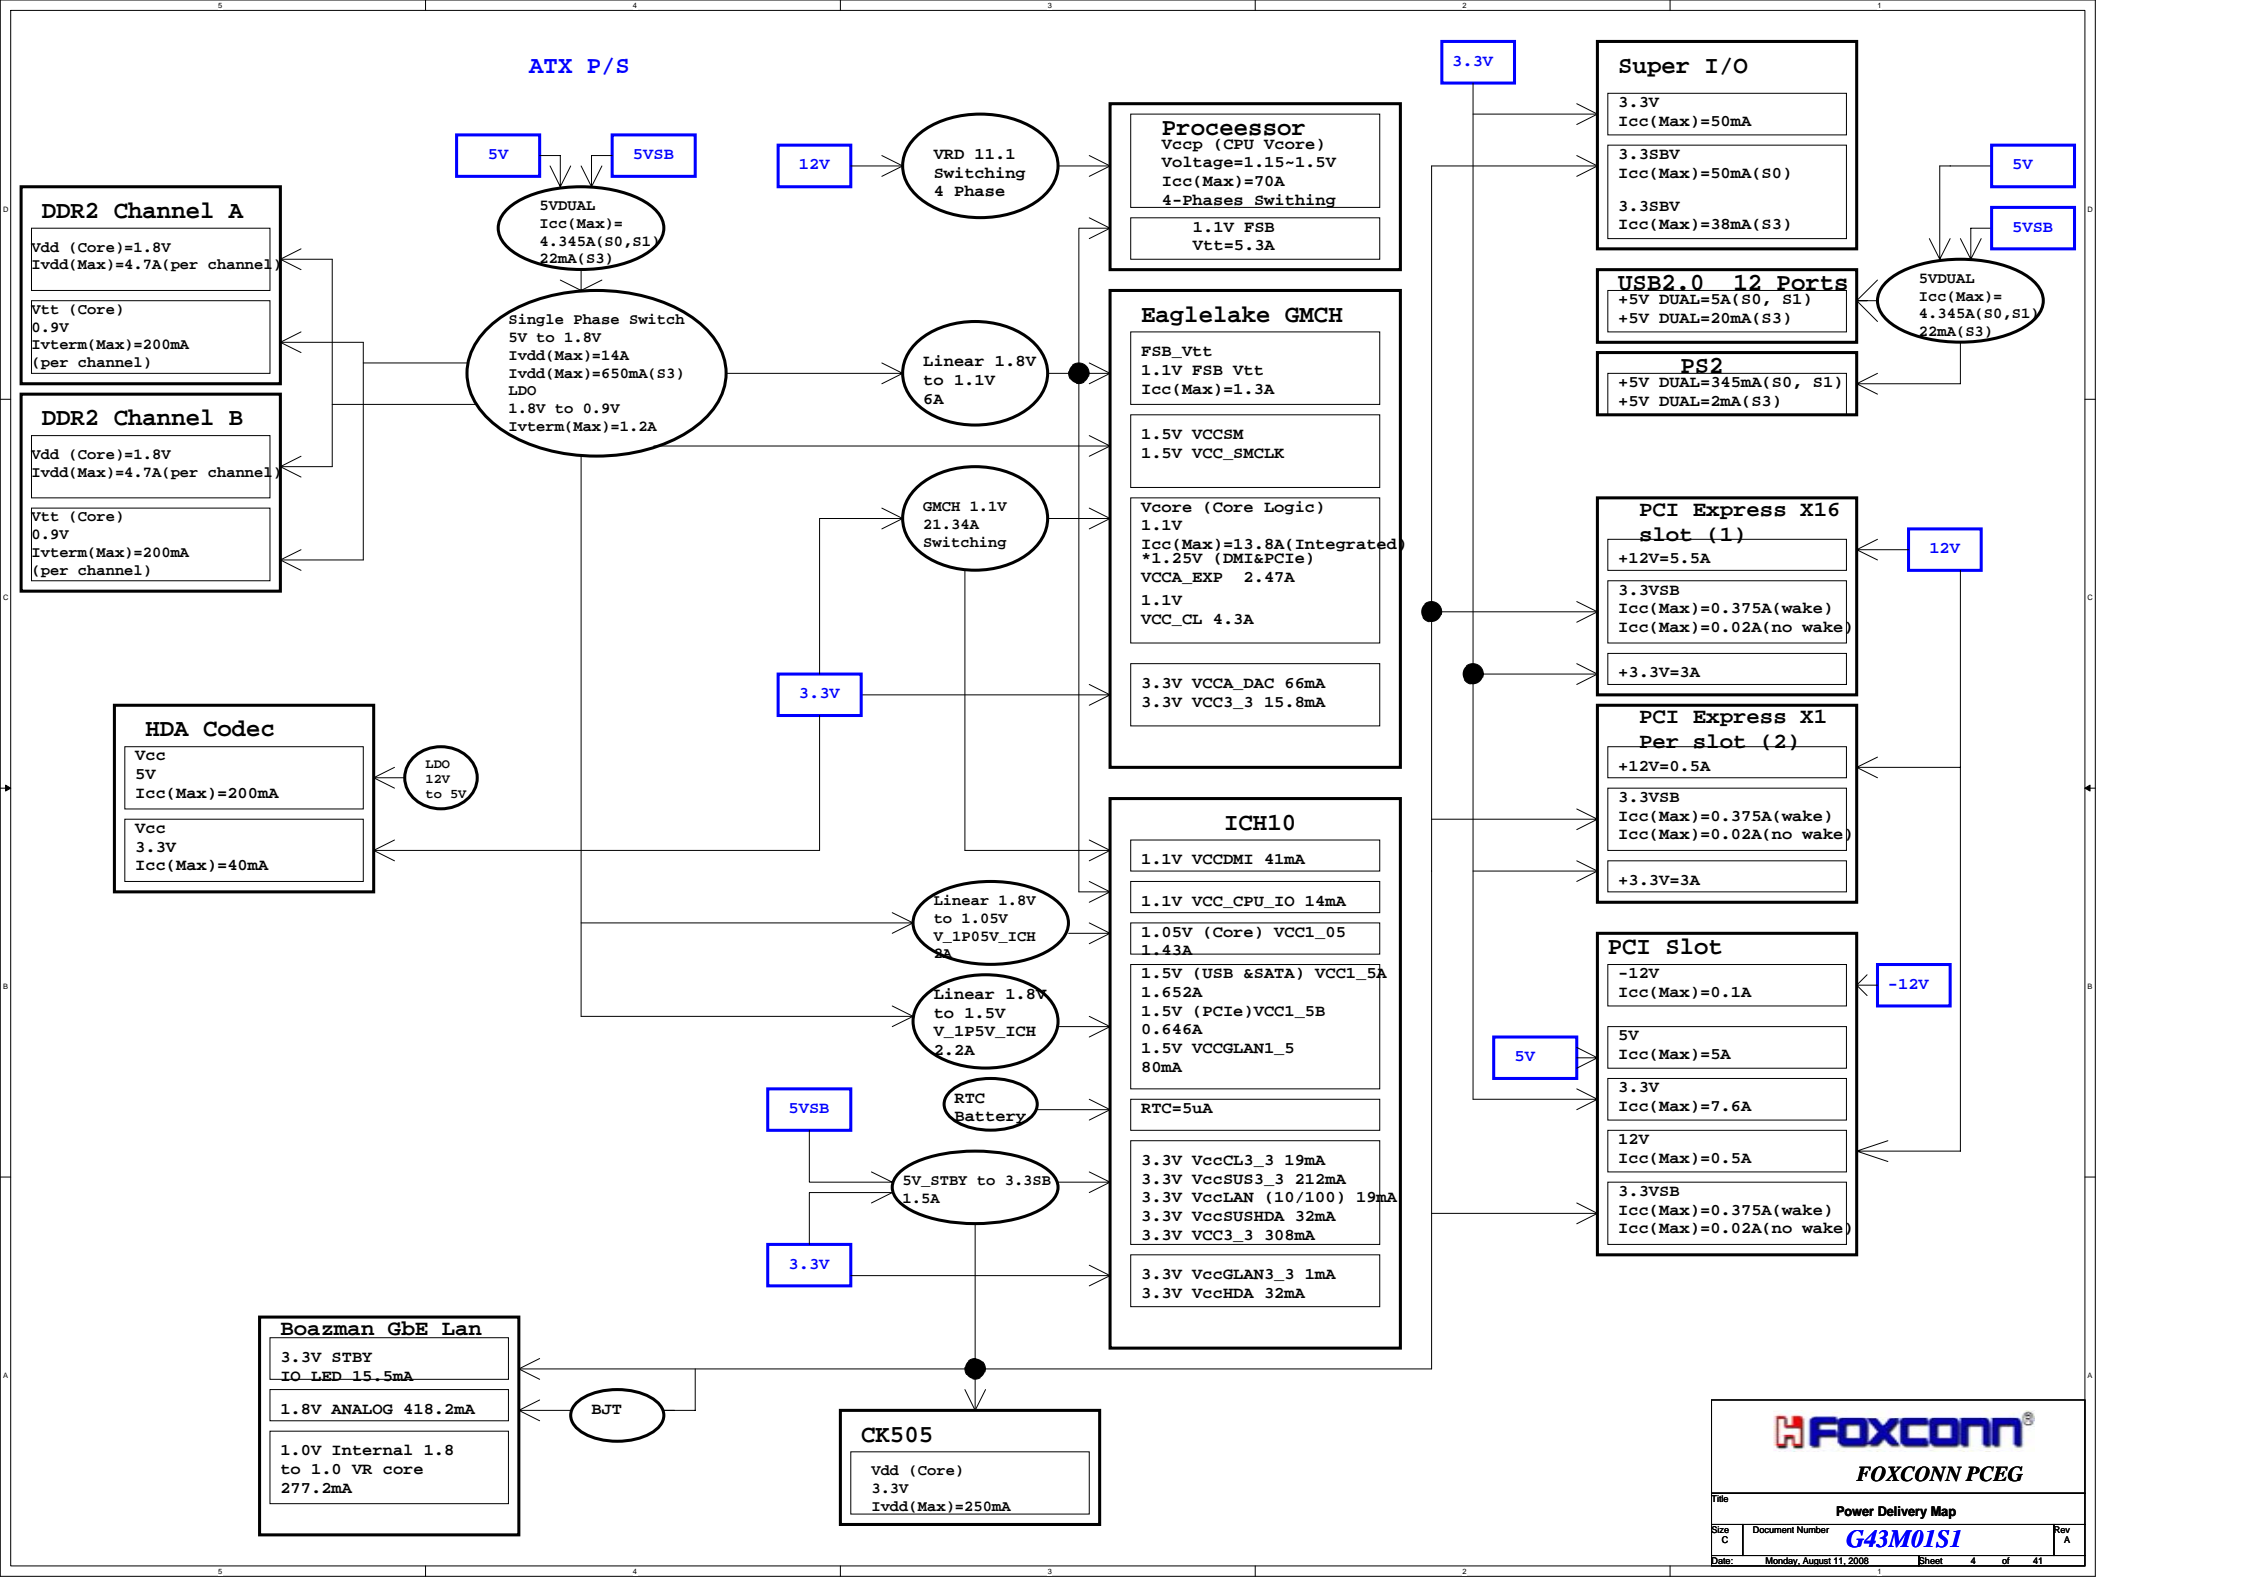 5 4 3 2 1
ATX P/S
5V
5VSB
5VDUAL
Icc(Max)=
4.345A(S0,S1)
22mA(S3)
DDR2 Channel A
Vdd (Core)=1.8V
Ivdd(Max)=4.7A(per channel)
Vtt (Core)
0.9V
Ivterm(Max)=200mA
(per channel)
DDR2 Channel B
Vdd (Core)=1.8V
Ivdd(Max)=4.7A(per channel)
Vtt (Core)
0.9V
Ivterm(Max)=200mA
(per channel)
Single Phase Switch
5V to 1.8V
Ivdd(Max)=14A
Ivdd(Max)=650mA(S3)
LDO
1.8V to 0.9V
Ivterm(Max)=1.2A
HDA Codec
Vcc
5V
Icc(Max)=200mA
Vcc
3.3V
Icc(Max)=40mA
LDO
12V
to 5V
12V
VRD 11.1
Switching
4 Phase
Linear 1.8V
to 1.1V
6A
GMCH 1.1V
21.34A
Switching
3.3V
Linear 1.8V
to 1.05V
V_1P05V_ICH
2A
Linear 1.8V
to 1.5V
V_1P5V_ICH
2.2A
RTC
Battery
5VSB
5V_STBY to 3.3SB
1.5A
3.3V
Proceessor
Vccp (CPU Vcore)
Voltage=1.15~1.5V
Icc(Max)=70A
4-Phases Swithing
1.1V FSB
Vtt=5.3A
Eaglelake GMCH
FSB_Vtt
1.1V FSB Vtt
Icc(Max)=1.3A
1.5V VCCSM
1.5V VCC_SMCLK
Vcore (Core Logic)
1.1V
Icc(Max)=13.8A(Integrated)
*1.25V (DMI&PCIe)
VCCA_EXP 2.47A
1.1V
VCC_CL 4.3A
3.3V VCCA_DAC 66mA
3.3V VCC3_3 15.8mA
ICH10
1.1V VCCDMI 41mA
1.1V VCC_CPU_IO 14mA
1.05V (Core) VCC1_05
1.43A
1.5V (USB &SATA) VCC1_5A
1.652A
1.5V (PCIe)VCC1_5B
0.646A
1.5V VCCGLAN1_5
80mA
RTC=5uA
3.3V VccCL3_3 19mA
3.3V VccSUS3_3 212mA
3.3V VccLAN (10/100) 19mA
3.3V VccSUSHDA 32mA
3.3V VCC3_3 308mA
3.3V VccGLAN3_3 1mA
3.3V VccHDA 32mA
Boazman GbE Lan
3.3V STBY
IO LED 15.5mA
1.8V ANALOG 418.2mA
1.0V Internal 1.8
to 1.0 VR core
277.2mA
BJT
CK505
Vdd (Core)
3.3V
Ivdd(Max)=250mA
3.3V
Super I/O
3.3V
Icc(Max)=50mA
3.3SBV
Icc(Max)=50mA(S0)
3.3SBV
Icc(Max)=38mA(S3)
5V
5VSB
5VDUAL
Icc(Max)=
4.345A(S0,S1)
22mA(S3)
USB2.0 12 Ports
+5V DUAL=5A(S0, S1)
+5V DUAL=20mA(S3)
PS2
+5V DUAL=345mA(S0, S1)
+5V DUAL=2mA(S3)
PCI Express X16
slot (1)
+12V=5.5A
3.3VSB
Icc(Max)=0.375A(wake)
Icc(Max)=0.02A(no wake)
+3.3V=3A
12V
PCI Express X1
Per slot (2)
+12V=0.5A
3.3VSB
Icc(Max)=0.375A(wake)
Icc(Max)=0.02A(no wake)
+3.3V=3A
PCI Slot
-12V
Icc(Max)=0.1A
5V
Icc(Max)=5A
3.3V
Icc(Max)=7.6A
12V
Icc(Max)=0.5A
3.3VSB
Icc(Max)=0.375A(wake)
Icc(Max)=0.02A(no wake)
-12V
5V
D
C
B
A
D
C
B
A
FOXCONN®
FOXCONN PCEG
Title
Power Delivery Map
Size
C
Document Number
G43M01S1
Rev
A
Date: Monday, August 11, 2008 Sheet 4 of 41
5 4 3 2 1